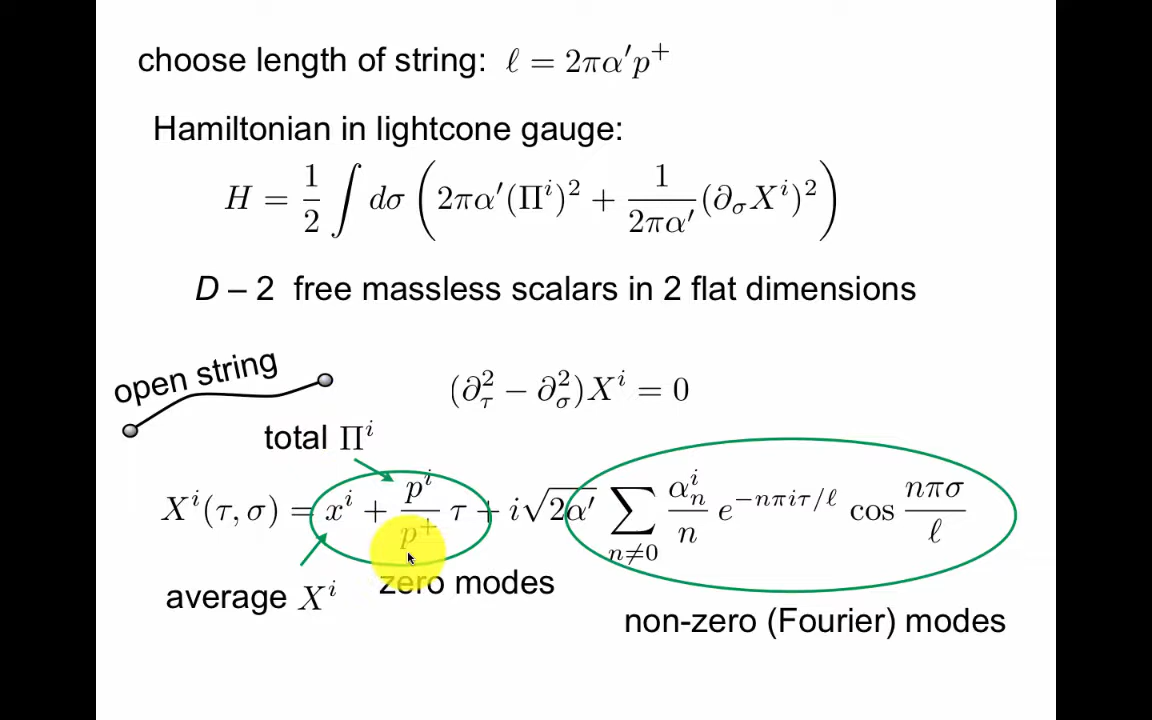 choose length of string: ℓ = 2πα′p⁺
Hamiltonian in lightcone gauge:
H = 1/2 ∫ dσ ( 2πα′(Πⁱ)² + 1/(2πα′) (∂_σ Xⁱ)² )
D – 2 free massless scalars in 2 flat dimensions
open string
(∂_τ² − ∂_σ²)Xⁱ = 0
total Πⁱ
Xⁱ(τ, σ) = xⁱ + pⁱ/p⁺ τ + i√(2α′) ∑_{n≠0} αⁱ_n/n e^{−nπiτ/ℓ} cos nπσ/ℓ
average Xⁱ
zero modes
non-zero (Fourier) modes